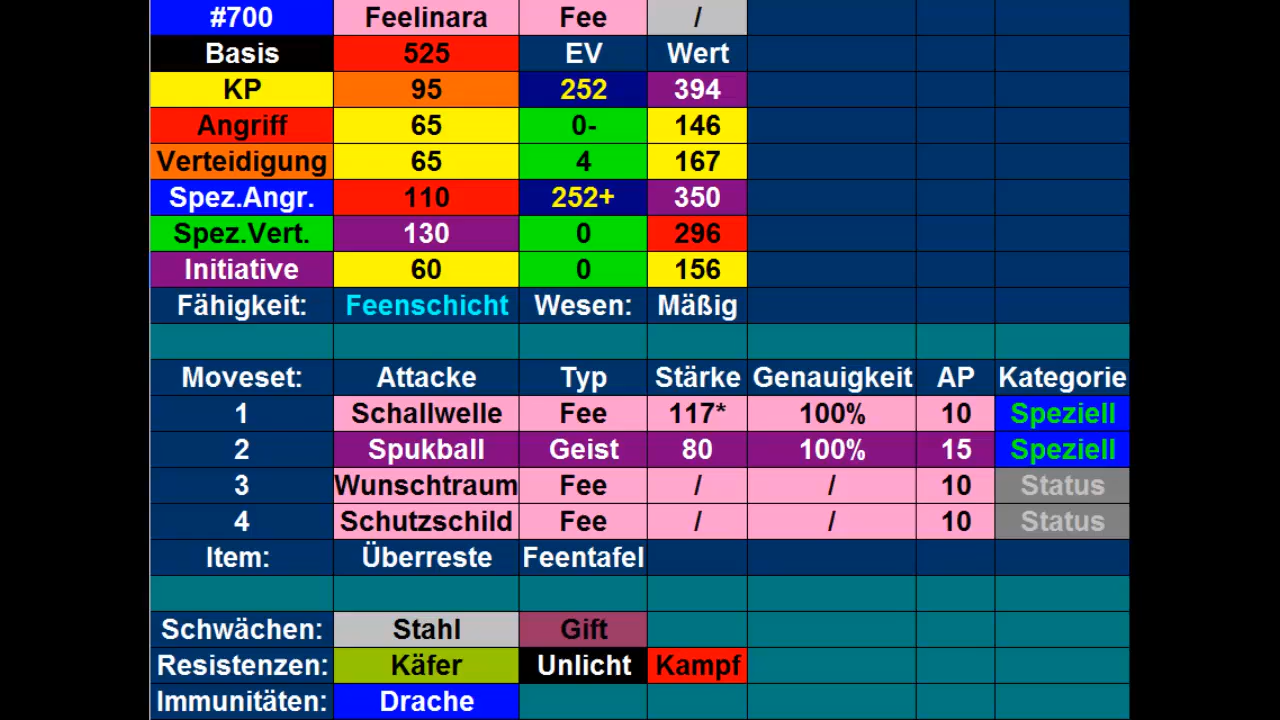 #700 Feelinara Fee /
Basis 525 EV Wert
KP 95 252 394
Angriff 65 0- 146
Verteidigung 65 4 167
Spez.Angr. 110 252+ 350
Spez.Vert. 130 0 296
Initiative 60 0 156
Fähigkeit: Feenschicht Wesen: Mäßig
Moveset: Attacke Typ Stärke Genauigkeit AP Kategorie
1 Schallwelle Fee 117* 100% 10 Speziell
2 Spukball Geist 80 100% 15 Speziell
3 Wunschtraum Fee / / 10 Status
4 Schutzschild Fee / / 10 Status
Item: Überreste Feentafel
Schwächen: Stahl Gift
Resistenzen: Käfer Unlicht Kampf
Immunitäten: Drache